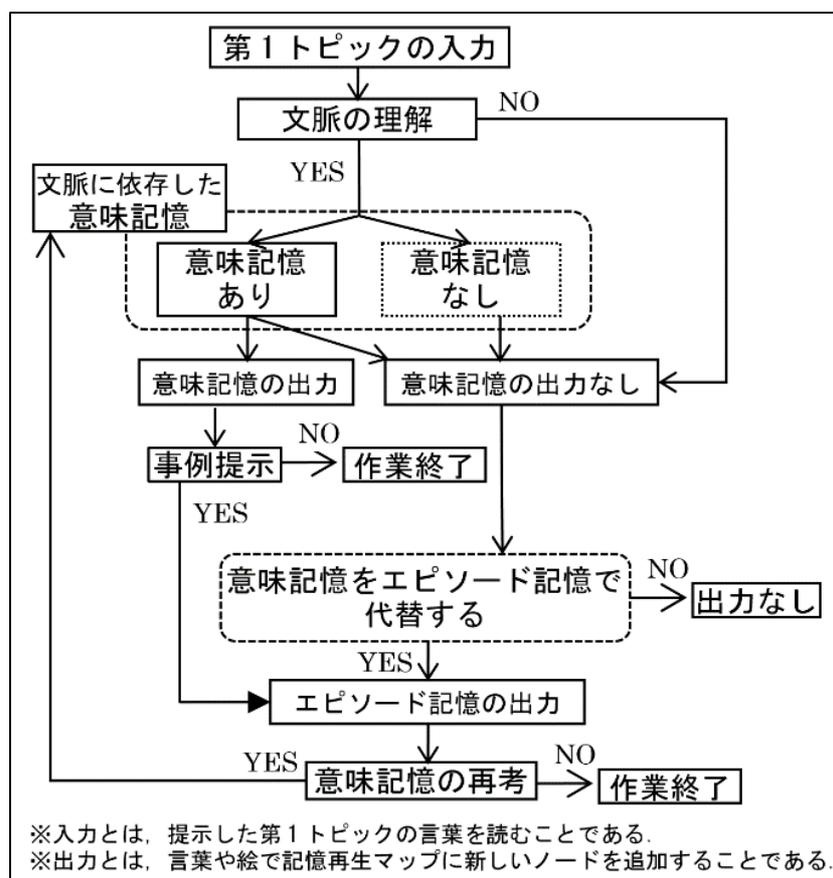 第1トピックの入力
文脈の理解
NO
YES
文脈に依存した
意味記憶
意味記憶
あり
意味記憶
なし
意味記憶の出力
意味記憶の出力なし
事例提示
NO
作業終了
YES
意味記憶をエピソード記憶で
代替する
NO
出力なし
YES
エピソード記憶の出力
YES
意味記憶の再考
NO
作業終了
※入力とは,提示した第1トピックの言葉を読むことである.
※出力とは,言葉や絵で記憶再生マップに新しいノードを追加することである.